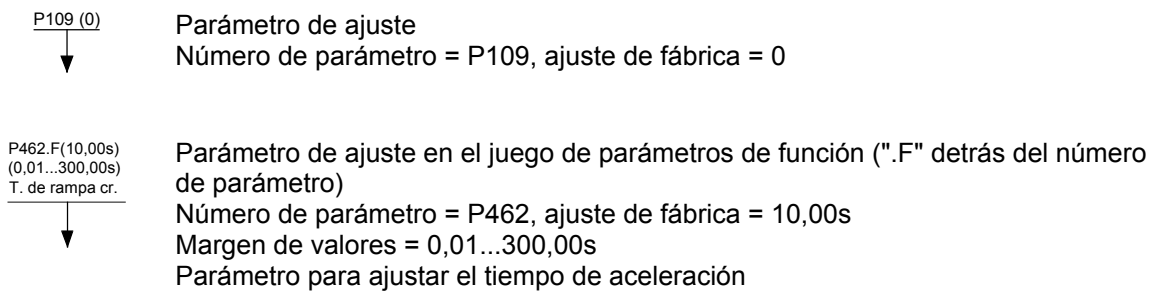 P109 (0)
Parámetro de ajuste
Número de parámetro = P109, ajuste de fábrica = 0
P462.F(10,00s)
(0,01...300,00s)
T. de rampa cr.
Parámetro de ajuste en el juego de parámetros de función (".F" detrás del número
de parámetro)
Número de parámetro = P462, ajuste de fábrica = 10,00s
Margen de valores = 0,01...300,00s
Parámetro para ajustar el tiempo de aceleración